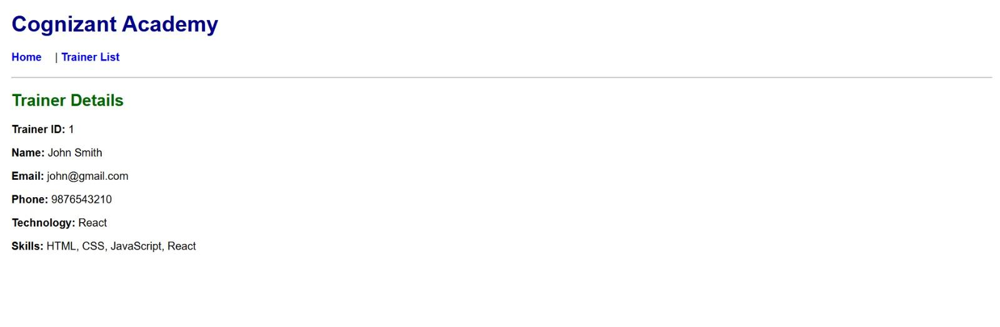 Cognizant Academy
Home | Trainer List
Trainer Details
Trainer ID: 1
Name: John Smith
Email: john@gmail.com
Phone: 9876543210
Technology: React
Skills: HTML, CSS, JavaScript, React